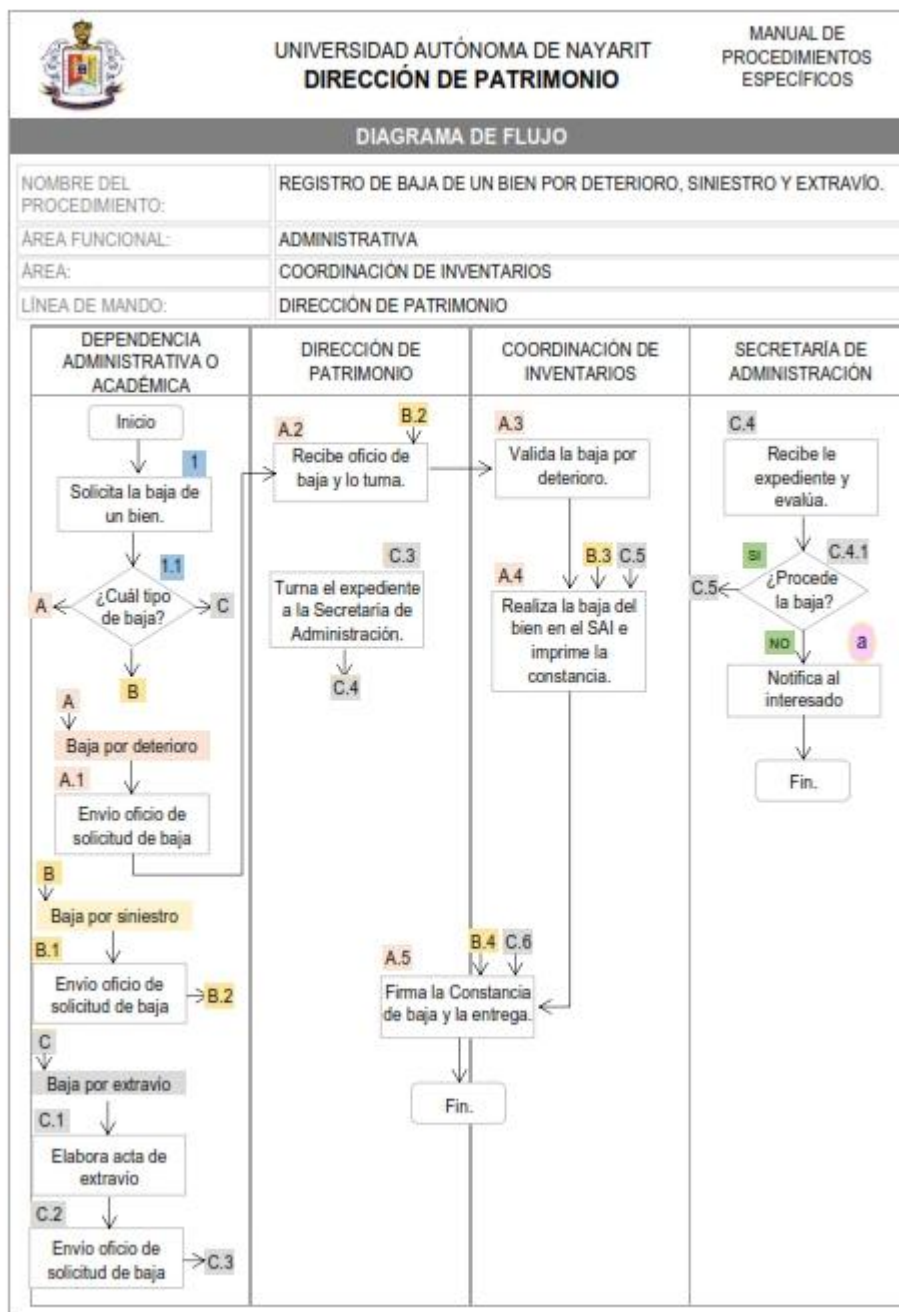 UNIVERSIDAD AUTÓNOMA DE NAYARIT
DIRECCIÓN DE PATRIMONIO
MANUAL DE
PROCEDIMIENTOS
ESPECÍFICOS
DIAGRAMA DE FLUJO
NOMBRE DEL
PROCEDIMIENTO:
REGISTRO DE BAJA DE UN BIEN POR DETERIORO, SINIESTRO Y EXTRAVÍO.
ÁREA FUNCIONAL:
ADMINISTRATIVA
ÁREA:
COORDINACIÓN DE INVENTARIOS
LÍNEA DE MANDO:
DIRECCIÓN DE PATRIMONIO
DEPENDENCIA
ADMINISTRATIVA O
ACADÉMICA
Inicio
1
Solicita la baja de
un bien.
1.1
¿Cuál tipo
de baja?
A
C
B
A
Baja por deterioro
A.1
Envío oficio de
solicitud de baja
B
Baja por siniestro
B.1
Envío oficio de
solicitud de baja
B.2
C
Baja por extravío
C.1
Elabora acta de
extravío
C.2
Envío oficio de
solicitud de baja
C.3
DIRECCIÓN DE
PATRIMONIO
A.2
B.2
Recibe oficio de
baja y lo turna.
C.3
Turna el expediente
a la Secretaría de
Administración.
C.4
COORDINACIÓN DE
INVENTARIOS
A.3
Valida la baja por
deterioro.
A.4
B.3
C.5
Realiza la baja del
bien en el SAI e
imprime la
constancia.
A.5
B.4
C.6
Firma la Constancia
de baja y la entrega.
Fin.
SECRETARÍA DE
ADMINISTRACIÓN
C.4
Recibe le
expediente y
evalúa.
SI
C.4.1
C.5
¿Procede
la baja?
NO
a
Notifica al
interesado
Fin.